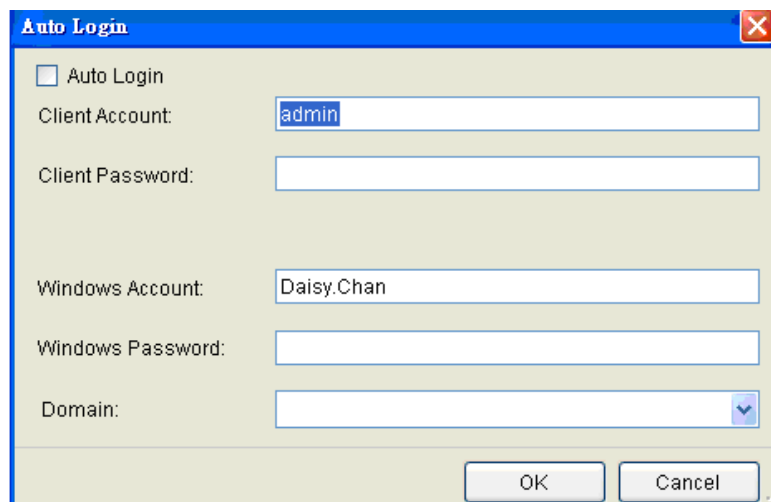 Auto Login
Auto Login
Client Account: admin
Client Password:
Windows Account: Daisy.Chan
Windows Password:
Domain:
OK Cancel